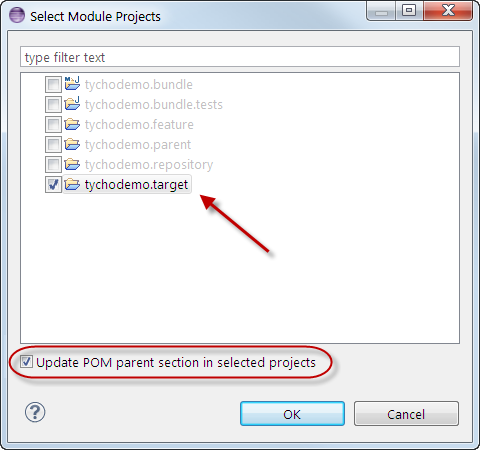 Select Module Projects
type filter text
tychodemo.bundle
tychodemo.bundle.tests
tychodemo.feature
tychodemo.parent
tychodemo.repository
tychodemo.target
Update POM parent section in selected projects
?
OK
Cancel